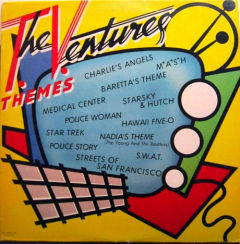 The Ventures
T.V.
THEMES
CHARLIE'S ANGELS
M*A*S*H
BARETTA'S THEME
MEDICAL CENTER
STARSKY
& HUTCH
POLICE WOMAN
HAWAII FIVE-O
STAR TREK
NADIA'S THEME
(The Young And The Restless)
POLICE STORY
S.W.A.T.
STREETS OF
SAN FRANCISCO